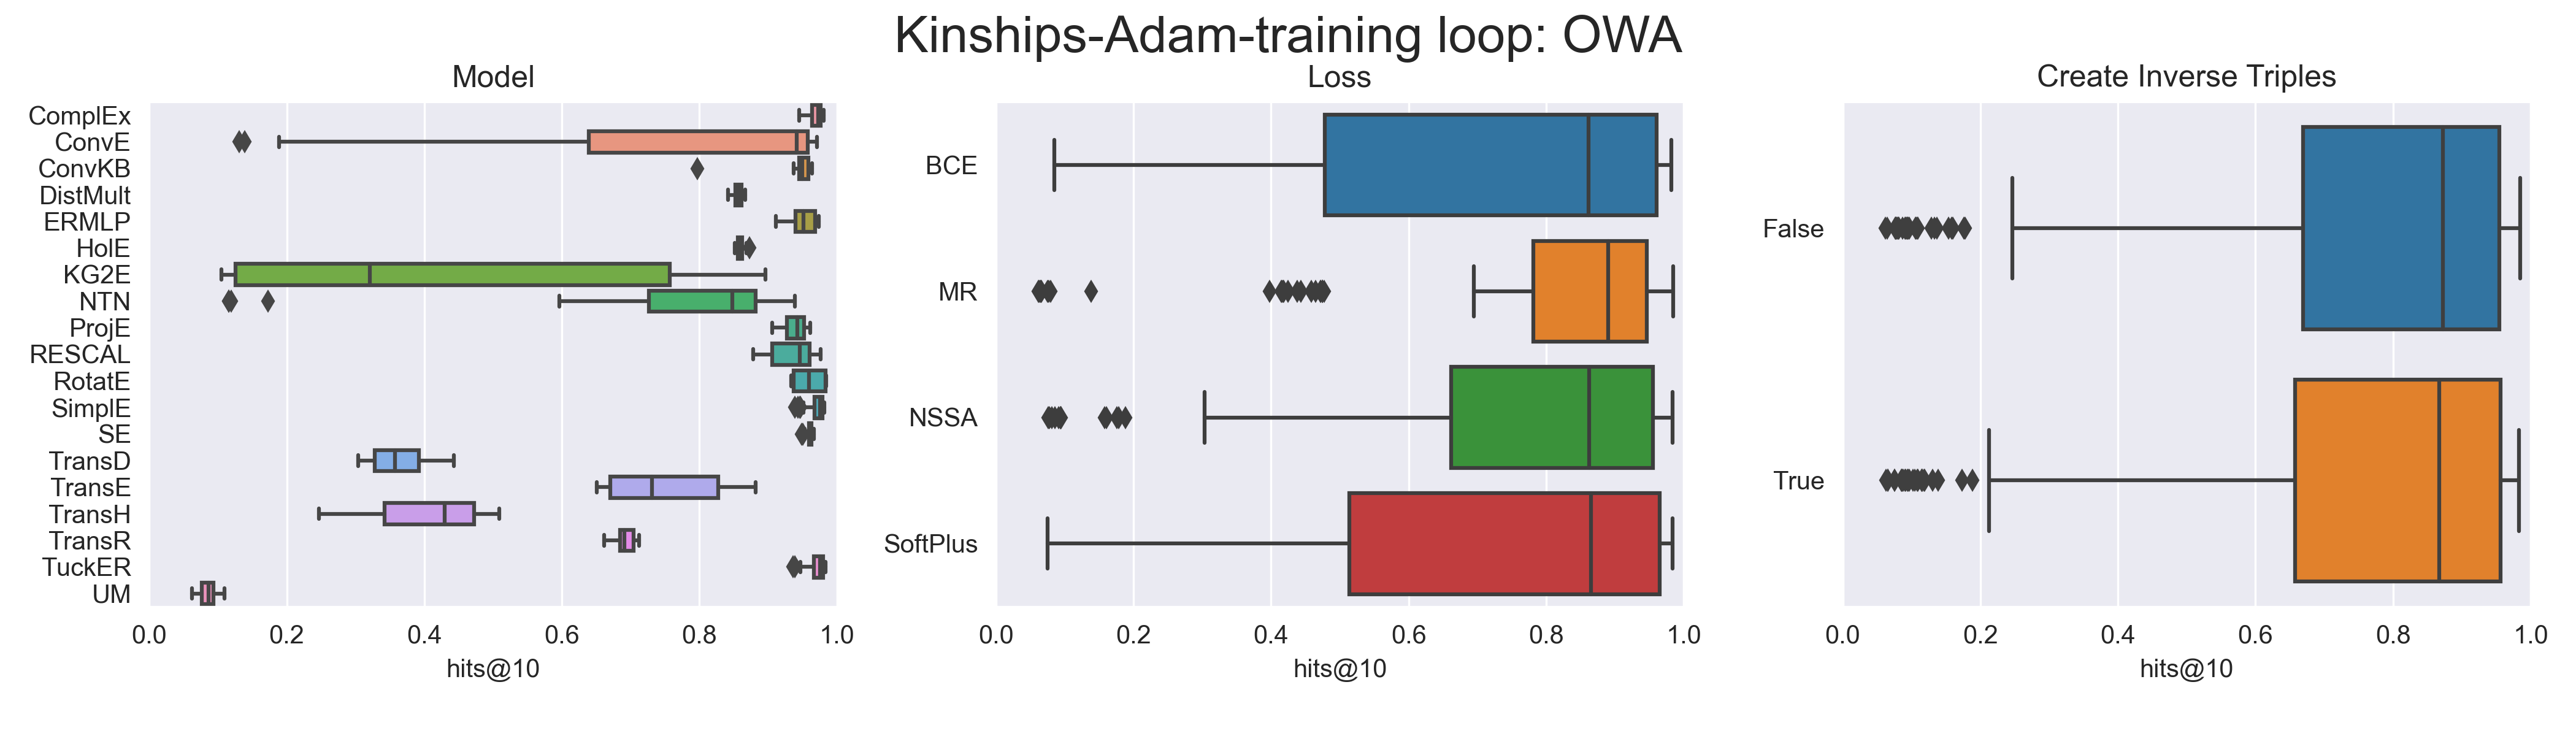 Kinships-Adam-training loop: OWA
Model
ComplEx
ConvE
ConvKB
DistMult
ERMLP
HolE
KG2E
NTN
ProjE
RESCAL
RotatE
SimplE
SE
TransD
TransE
TransH
TransR
TuckER
UM
0.0 0.2 0.4 0.6 0.8 1.0
hits@10
Loss
BCE
MR
NSSA
SoftPlus
0.0 0.2 0.4 0.6 0.8 1.0
hits@10
Create Inverse Triples
False
True
0.0 0.2 0.4 0.6 0.8 1.0
hits@10